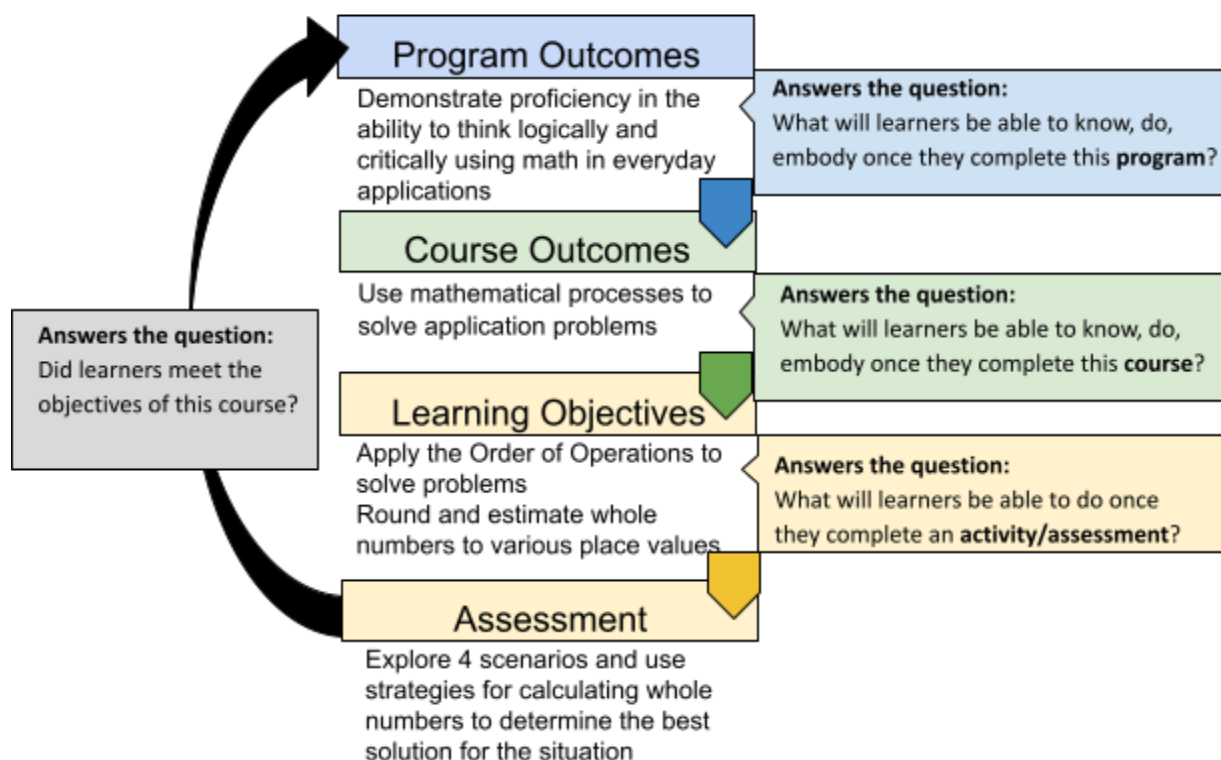 Program Outcomes
Demonstrate proficiency in the
ability to think logically and
critically using math in everyday
applications
Answers the question:
What will learners be able to know, do,
embody once they complete this program?
Course Outcomes
Use mathematical processes to
solve application problems
Answers the question:
What will learners be able to know, do,
embody once they complete this course?
Learning Objectives
Apply the Order of Operations to
solve problems
Round and estimate whole
numbers to various place values
Answers the question:
What will learners be able to do once
they complete an activity/assessment?
Assessment
Explore 4 scenarios and use
strategies for calculating whole
numbers to determine the best
solution for the situation
Answers the question:
Did learners meet the
objectives of this course?